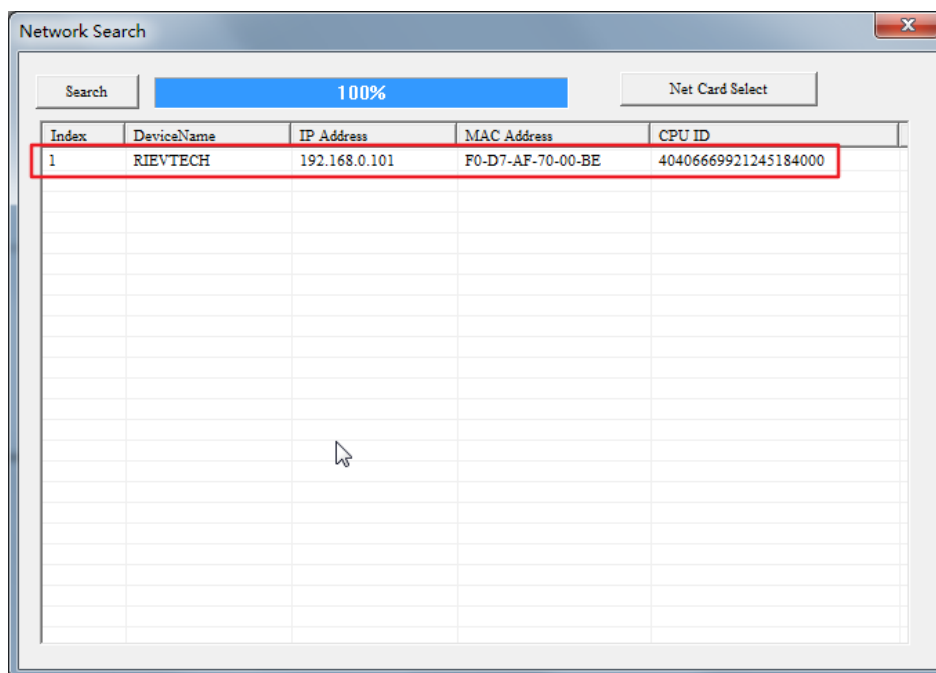 Network Search
Search 100% Net Card Select
Index DeviceName IP Address MAC Address CPU ID
1 RIEVTECH 192.168.0.101 F0-D7-AF-70-00-BE 40406669921245184000